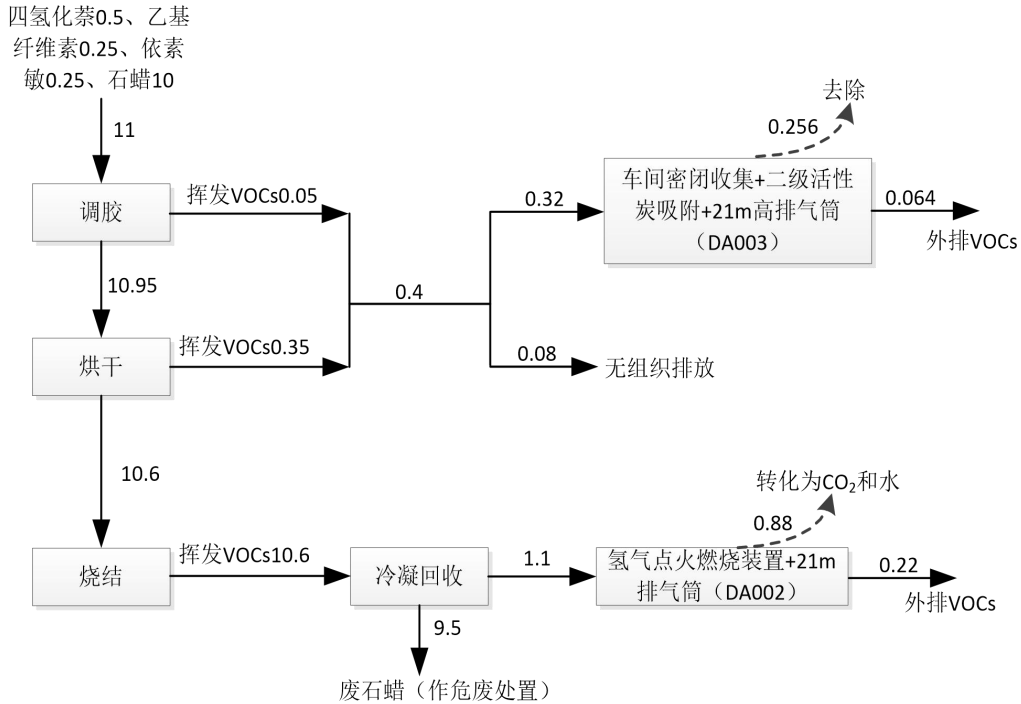 四氢化萘0.5、乙基
纤维素0.25、依素
敏0.25、石蜡10
11
调胶
挥发VOCs0.05
10.95
烘干
挥发VOCs0.35
0.4
0.32
车间密闭收集+二级活性
炭吸附+21m高排气筒
（DA003）
0.256
去除
0.064
外排VOCs
0.08
无组织排放
10.6
烧结
挥发VOCs10.6
冷凝回收
9.5
废石蜡（作危废处置）
1.1
氢气点火燃烧装置+21m
排气筒（DA002）
0.88
转化为CO₂和水
0.22
外排VOCs